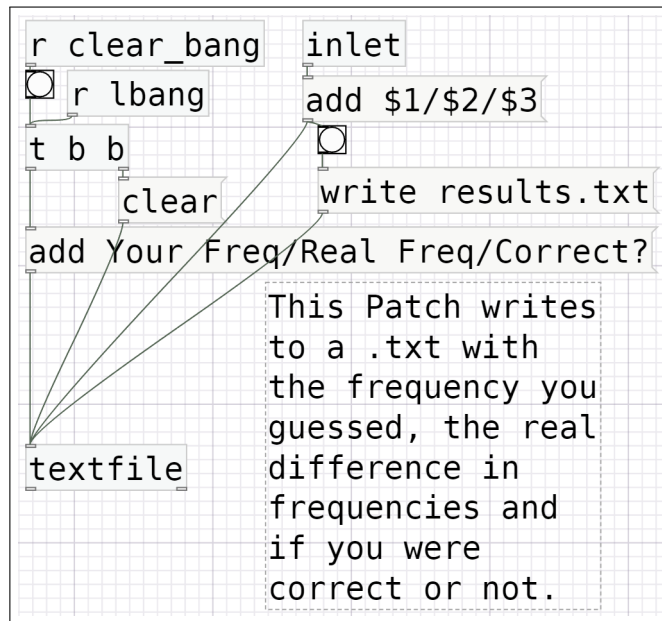 r clear_bang
inlet
r lbang
add $1/$2/$3
t b b
clear
write results.txt
add Your Freq/Real Freq/Correct?
This Patch writes
to a .txt with
the frequency you
guessed, the real
difference in
frequencies and
if you were
correct or not.
textfile